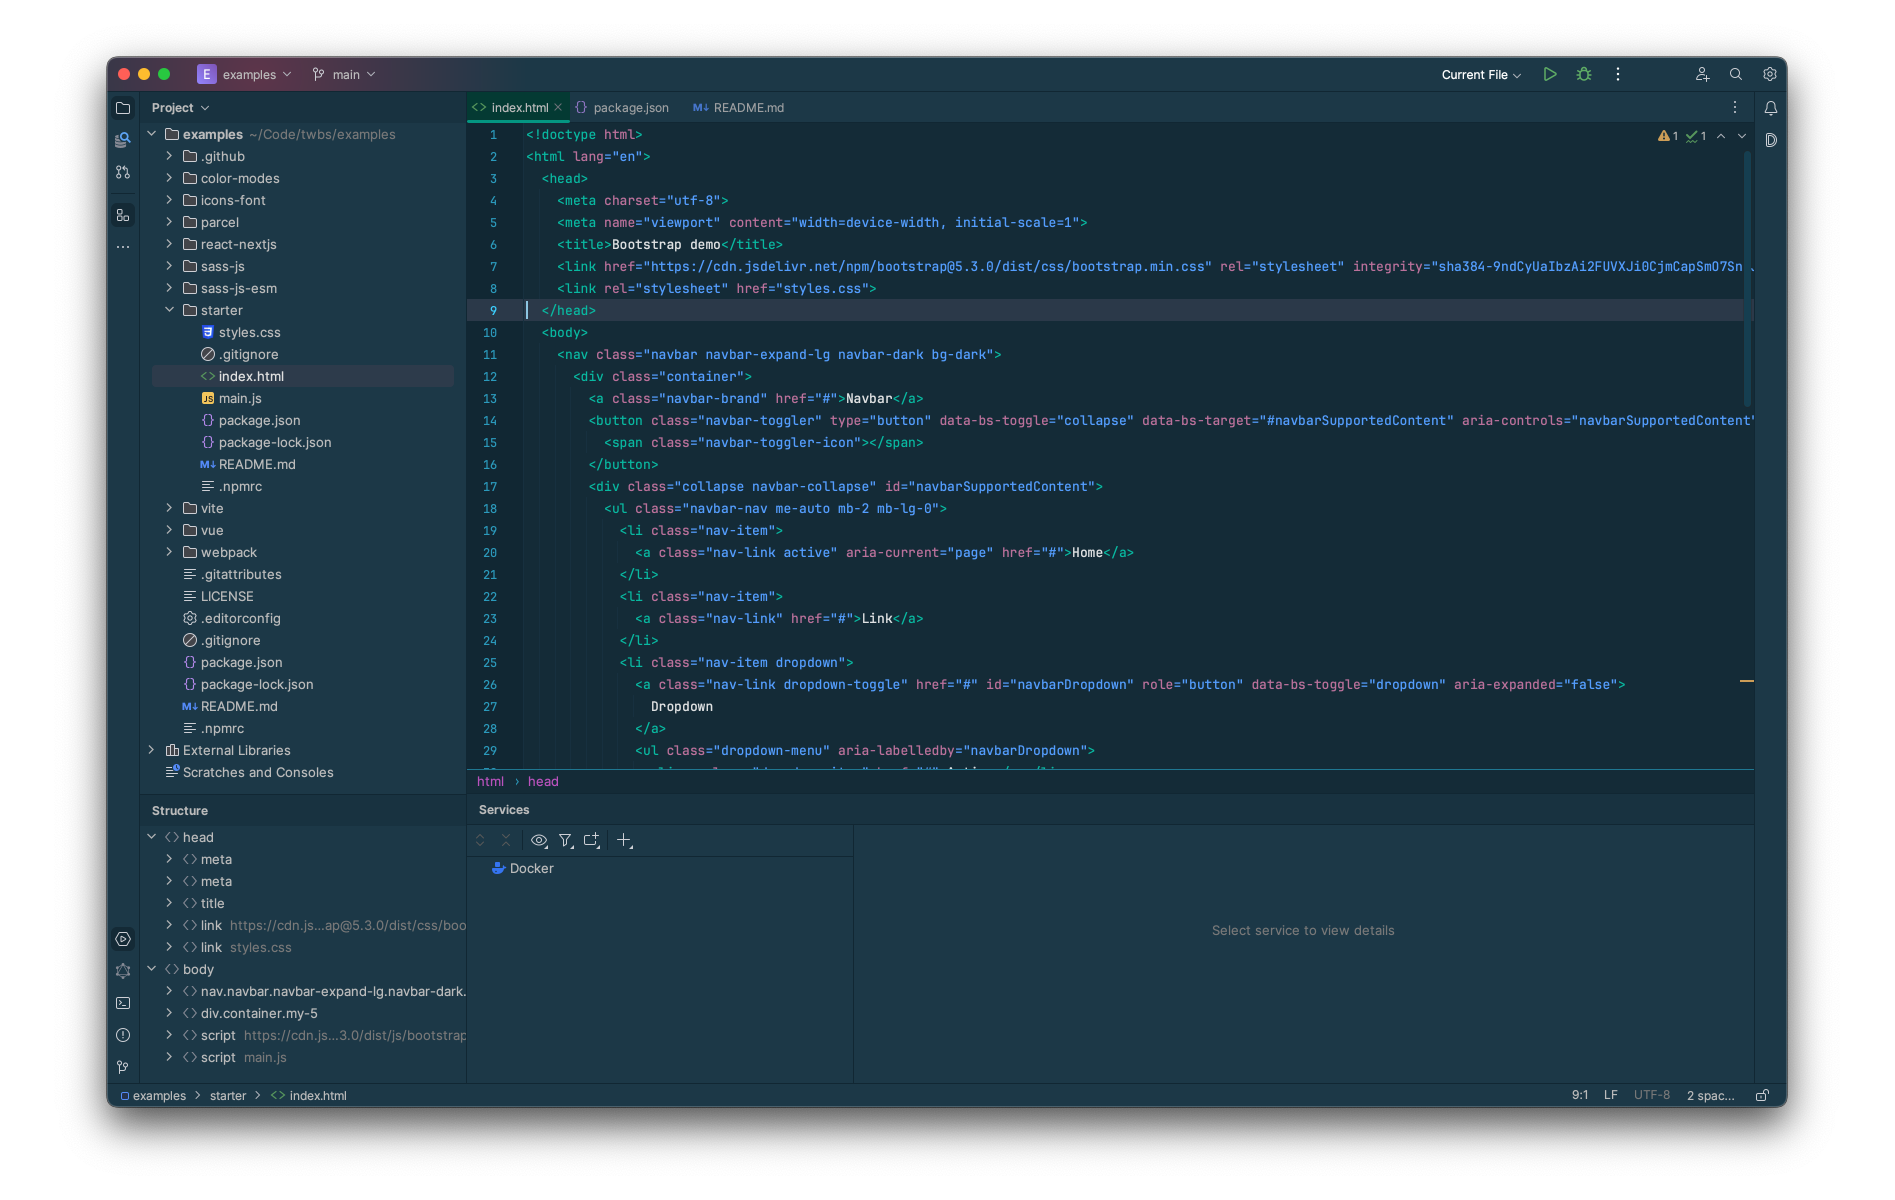 E examples main Current File
Project
examples ~/Code/twbs/examples
.github
color-modes
icons-font
parcel
react-nextjs
sass-js
sass-js-esm
starter
styles.css
.gitignore
index.html
JS main.js
package.json
package-lock.json
M↓ README.md
.npmrc
vite
vue
webpack
.gitattributes
LICENSE
.editorconfig
.gitignore
package.json
package-lock.json
M↓ README.md
.npmrc
External Libraries
Scratches and Consoles
index.html package.json M↓ README.md
1 1
1 <!doctype html>
2 <html lang="en">
3 <head>
4 <meta charset="utf-8">
5 <meta name="viewport" content="width=device-width, initial-scale=1">
6 <title>Bootstrap demo</title>
7 <link href="https://cdn.jsdelivr.net/npm/bootstrap@5.3.0/dist/css/bootstrap.min.css" rel="stylesheet" integrity="sha384-9ndCyUaIbzAi2FUVXJi0CjmCapSmO7Sn
8 <link rel="stylesheet" href="styles.css">
9 </head>
10 <body>
11 <nav class="navbar navbar-expand-lg navbar-dark bg-dark">
12 <div class="container">
13 <a class="navbar-brand" href="#">Navbar</a>
14 <button class="navbar-toggler" type="button" data-bs-toggle="collapse" data-bs-target="#navbarSupportedContent" aria-controls="navbarSupportedContent"
15 <span class="navbar-toggler-icon"></span>
16 </button>
17 <div class="collapse navbar-collapse" id="navbarSupportedContent">
18 <ul class="navbar-nav me-auto mb-2 mb-lg-0">
19 <li class="nav-item">
20 <a class="nav-link active" aria-current="page" href="#">Home</a>
21 </li>
22 <li class="nav-item">
23 <a class="nav-link" href="#">Link</a>
24 </li>
25 <li class="nav-item dropdown">
26 <a class="nav-link dropdown-toggle" href="#" id="navbarDropdown" role="button" data-bs-toggle="dropdown" aria-expanded="false">
27 Dropdown
28 </a>
29 <ul class="dropdown-menu" aria-labelledby="navbarDropdown">
html › head
Structure
head
meta
meta
title
link https://cdn.js...ap@5.3.0/dist/css/boo
link styles.css
body
nav.navbar.navbar-expand-lg.navbar-dark.
div.container.my-5
script https://cdn.js...3.0/dist/js/bootstrap
script main.js
Services
Docker
Select service to view details
examples > starter > index.html
9:1 LF UTF-8 2 spac...